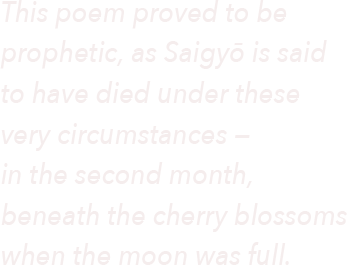 This poem proved to be
prophetic, as Saigyō is said
to have died under these
very circumstances –
in the second month,
beneath the cherry blossoms
when the moon was full.